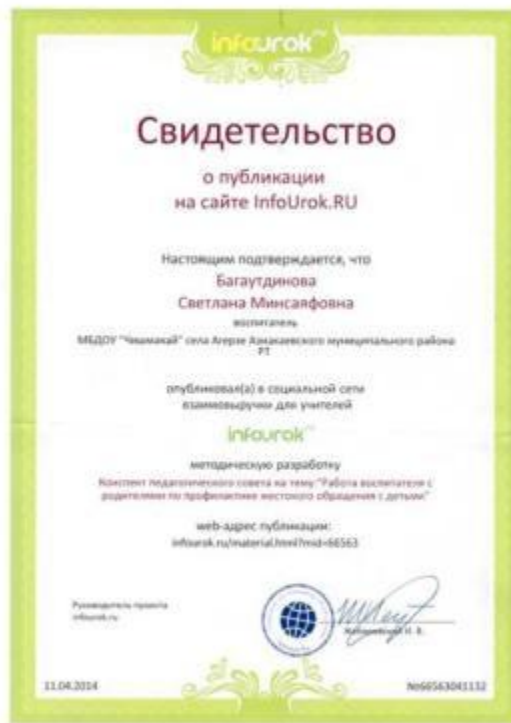 infourok™
Свидетельство
о публикации
на сайте InfoUrok.RU
Настоящим подтверждается, что
Багаутдинова
Светлана Минсаяфовна
воспитатель
МБДОУ "Чишмакай" села Агерзе Азнакаевского муниципального района
РТ
опубликовал(а) в социальной сети
взаимовыручки для учителей
infourok™
методическую разработку
Конспект педагогического совета на тему:"Работа воспитателя с
родителями по профилактике жестокого обращения с детьми"
web-адрес публикации:
infourok.ru/material.html?mid=66563
Руководитель проекта
infourok.ru
И. В.
11.04.2014
№66563041132